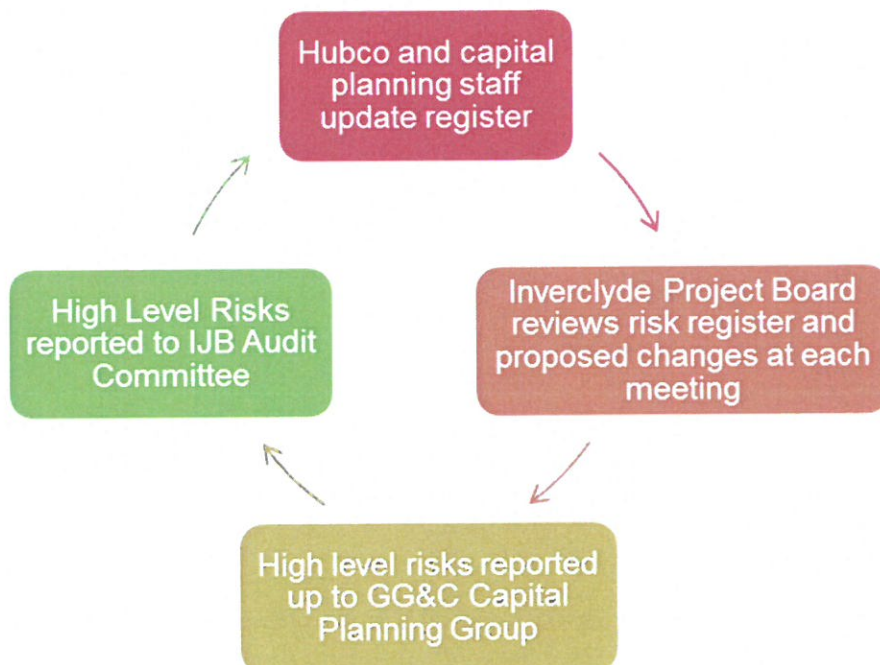 Hubco and capital
planning staff
update register
Inverclyde Project Board
reviews risk register and
proposed changes at each
meeting
High level risks reported
up to GG&C Capital
Planning Group
High Level Risks
reported to IJB Audit
Committee